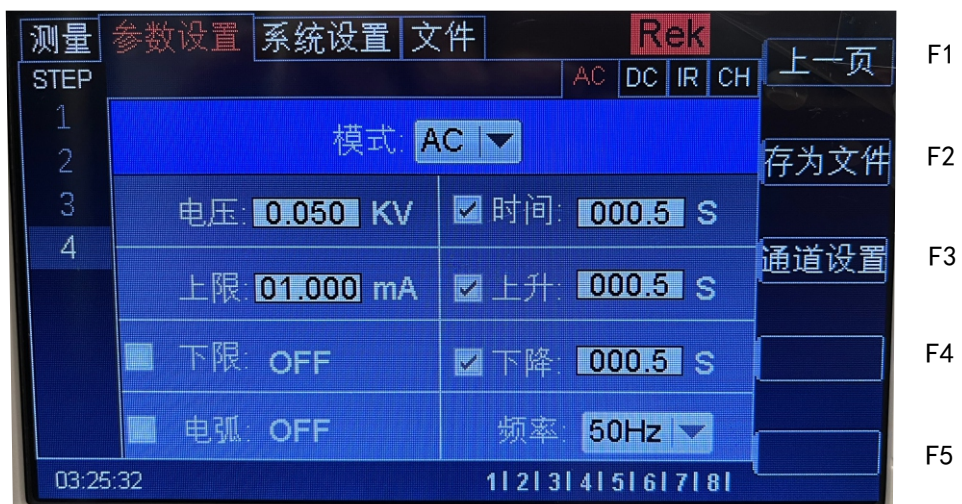 测量 参数设置 系统设置 文件 Rek
上一页 F1
STEP AC DC IR CH
1
模式: AC
2
存为文件 F2
3
电压: 0.050 KV 时间: 000.5 S
4
通道设置 F3
上限: 01.000 mA 上升: 000.5 S
下限: OFF 下降: 000.5 S
F4
电弧: OFF 频率: 50Hz
F5
03:25:32 1| 2| 3| 4| 5| 6| 7| 8|